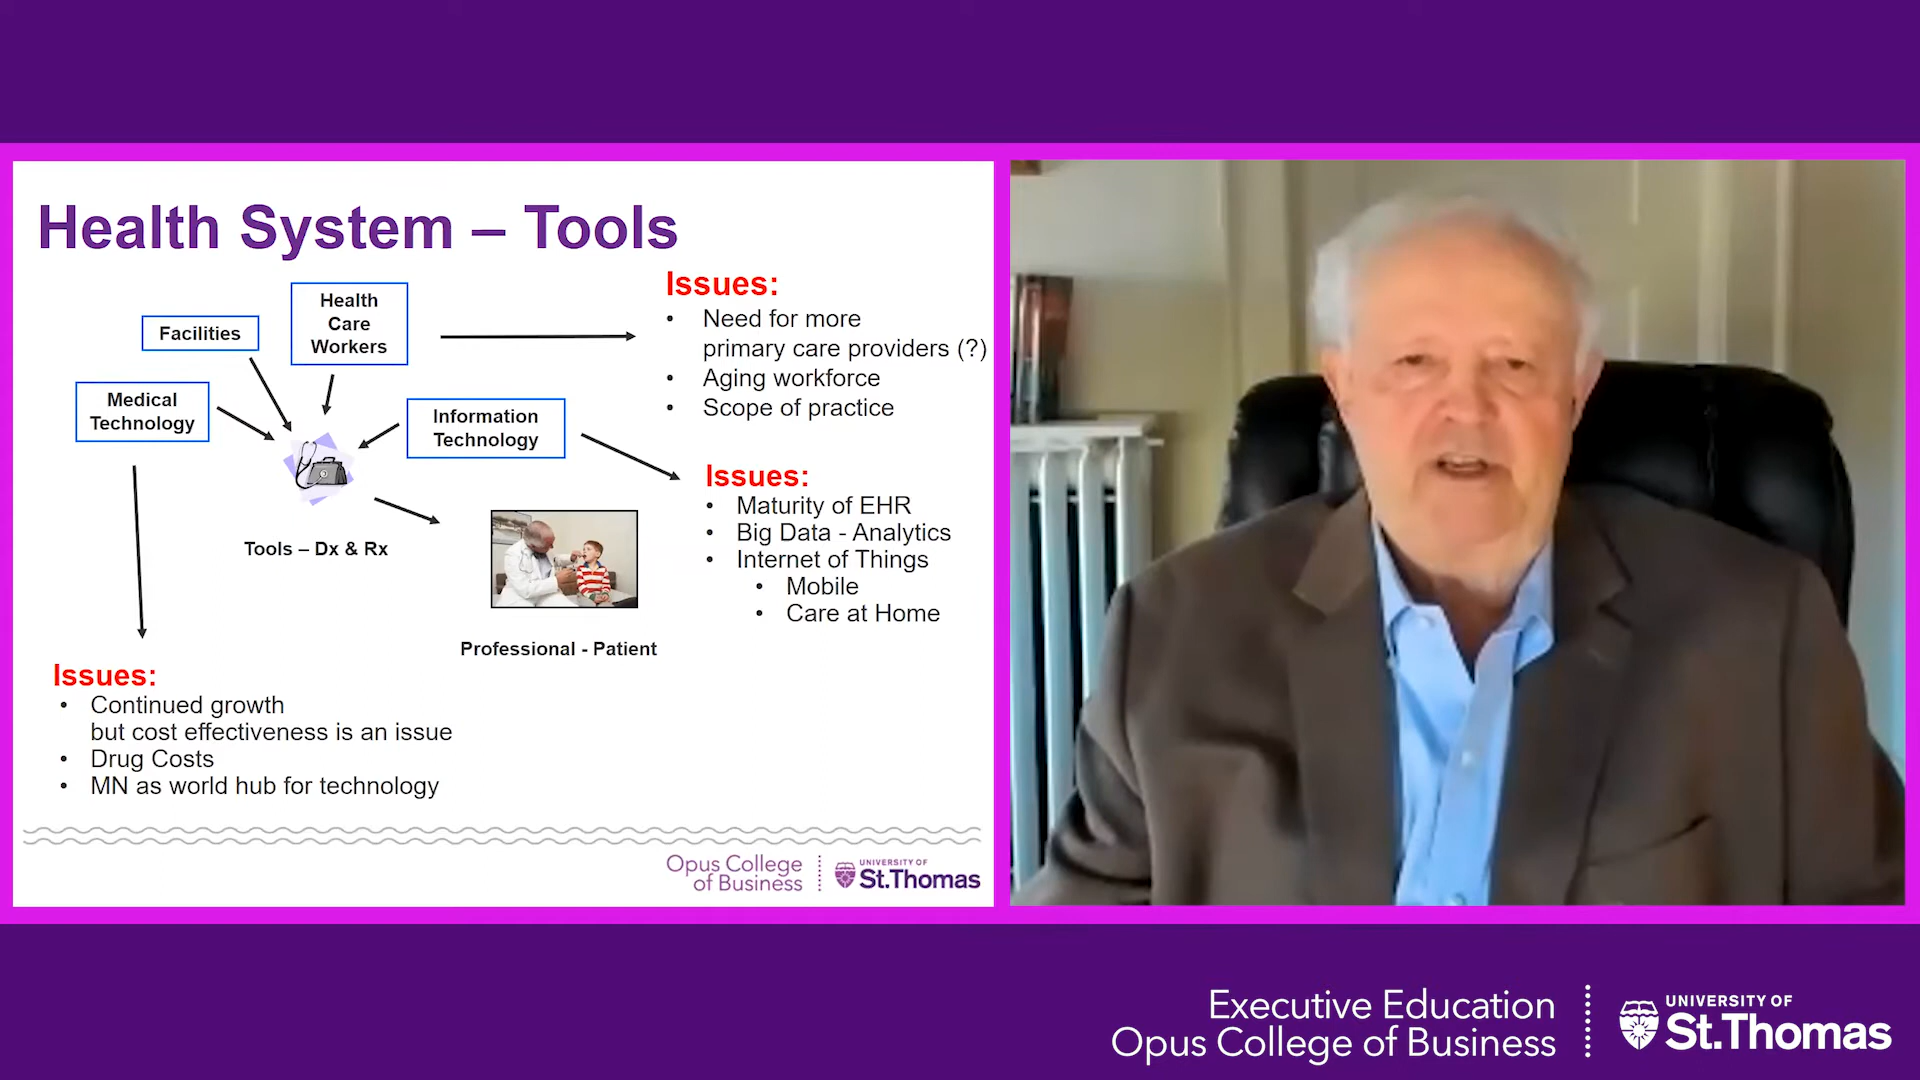 Health System – Tools
Health
Care
Workers
Facilities
Medical
Technology
Information
Technology
Tools – Dx & Rx
Professional - Patient
Issues:
• Need for more
primary care providers (?)
• Aging workforce
• Scope of practice
Issues:
• Maturity of EHR
• Big Data - Analytics
• Internet of Things
• Mobile
• Care at Home
Issues:
• Continued growth
but cost effectiveness is an issue
• Drug Costs
• MN as world hub for technology
Opus College
of Business
UNIVERSITY OF
St.Thomas
Executive Education
Opus College of Business
UNIVERSITY OF
St.Thomas